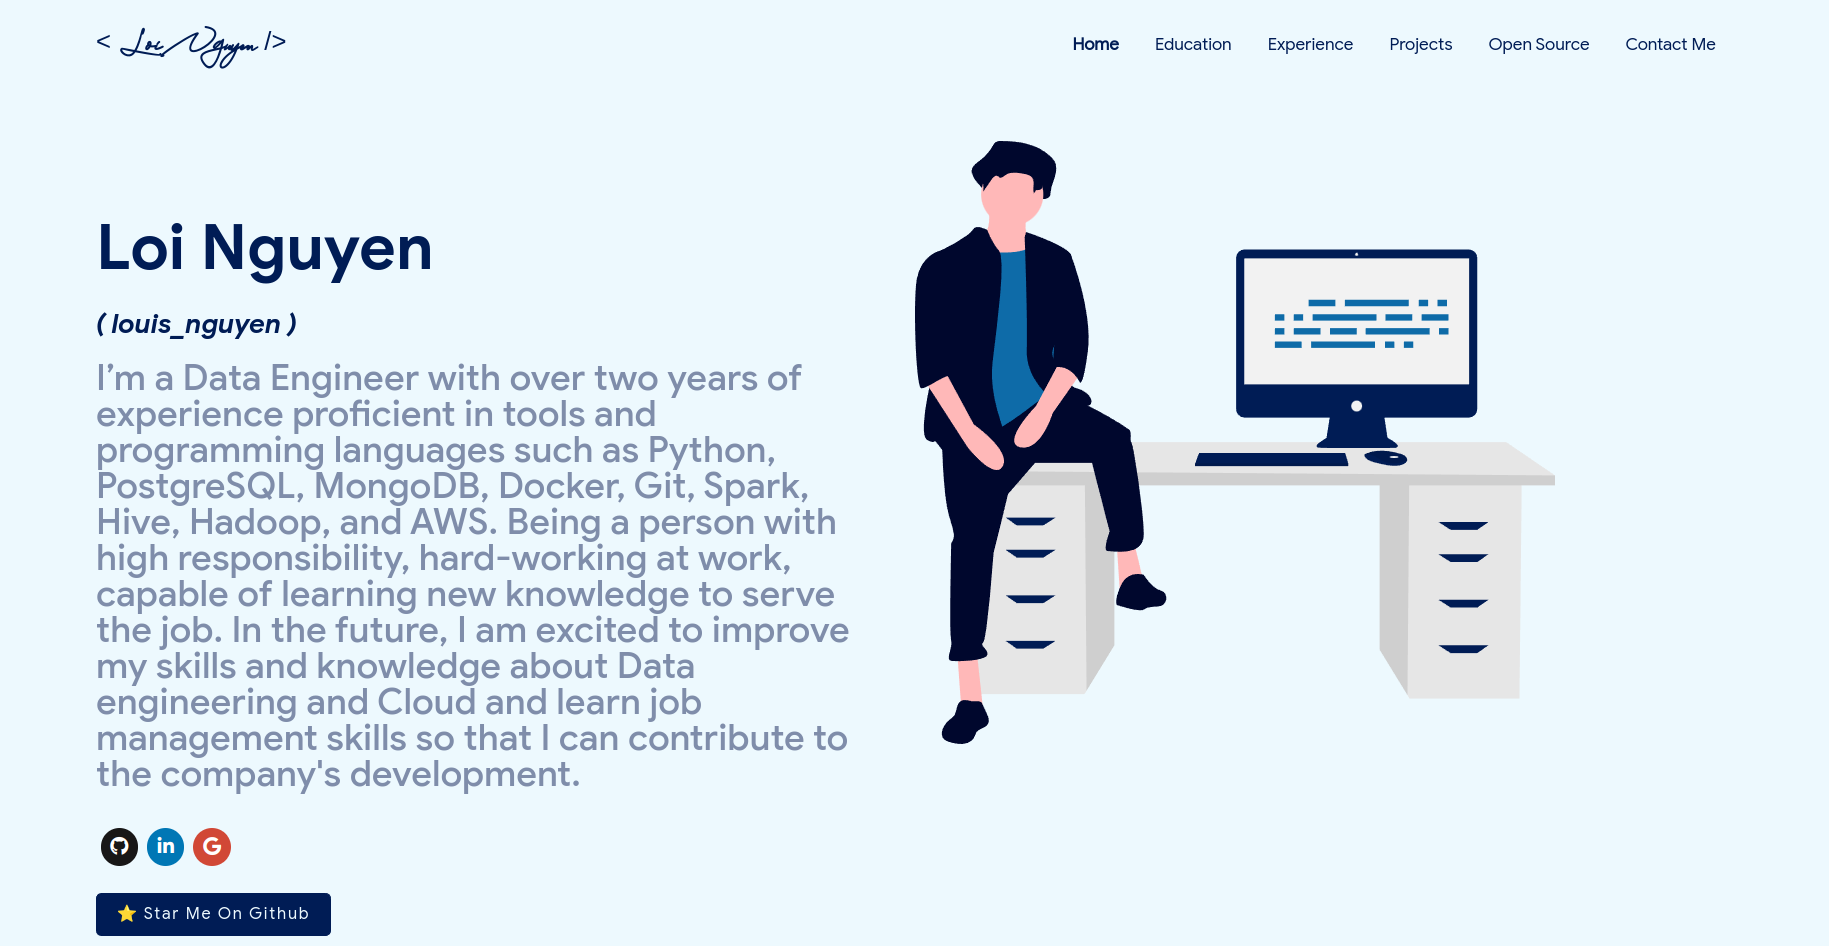 < Loi Nguyen />
Home Education Experience Projects Open Source Contact Me
Loi Nguyen
( louis_nguyen )
I’m a Data Engineer with over two years of
experience proficient in tools and
programming languages such as Python,
PostgreSQL, MongoDB, Docker, Git, Spark,
Hive, Hadoop, and AWS. Being a person with
high responsibility, hard-working at work,
capable of learning new knowledge to serve
the job. In the future, I am excited to improve
my skills and knowledge about Data
engineering and Cloud and learn job
management skills so that I can contribute to
the company's development.
in G
⭐ Star Me On Github